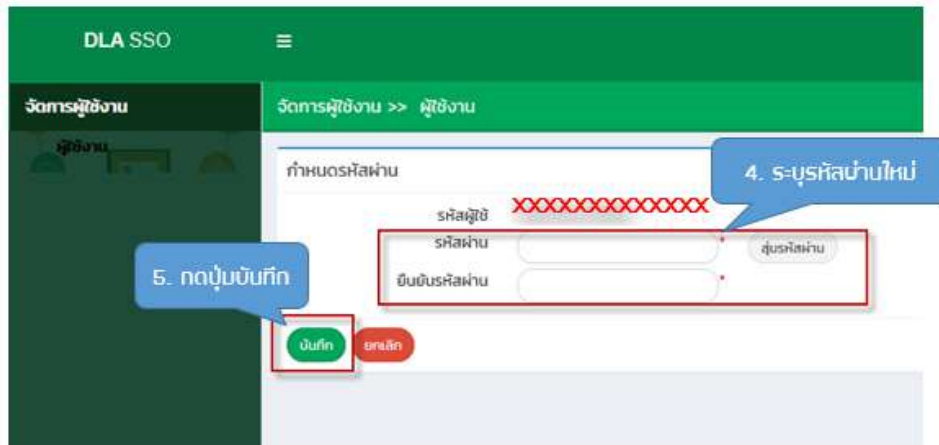 DLA SSO
จัดการผู้ใช้งาน
จัดการผู้ใช้งาน >> ผู้ใช้งาน
ผู้ใช้งาน
กำหนดรหัสผ่าน
4. ระบุรหัสผ่านใหม่
รหัสผู้ใช้ XXXXXXXXXXXXX
รหัสผ่าน * สุ่มรหัสผ่าน
5. กดปุ่มบันทึก
ยืนยันรหัสผ่าน *
บันทึก ยกเลิก